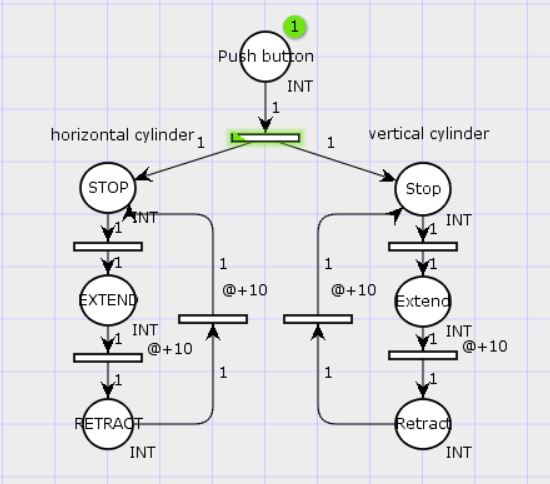 1
Push button
INT
1
horizontal cylinder
1
1
vertical cylinder
STOP
INT
1
Stop
INT
1
1
1
@+10
1
@+10
1
EXTEND
INT
1
@+10
Extend
INT
1
@+10
1
1
1
1
RETRACT
INT
Retract
INT